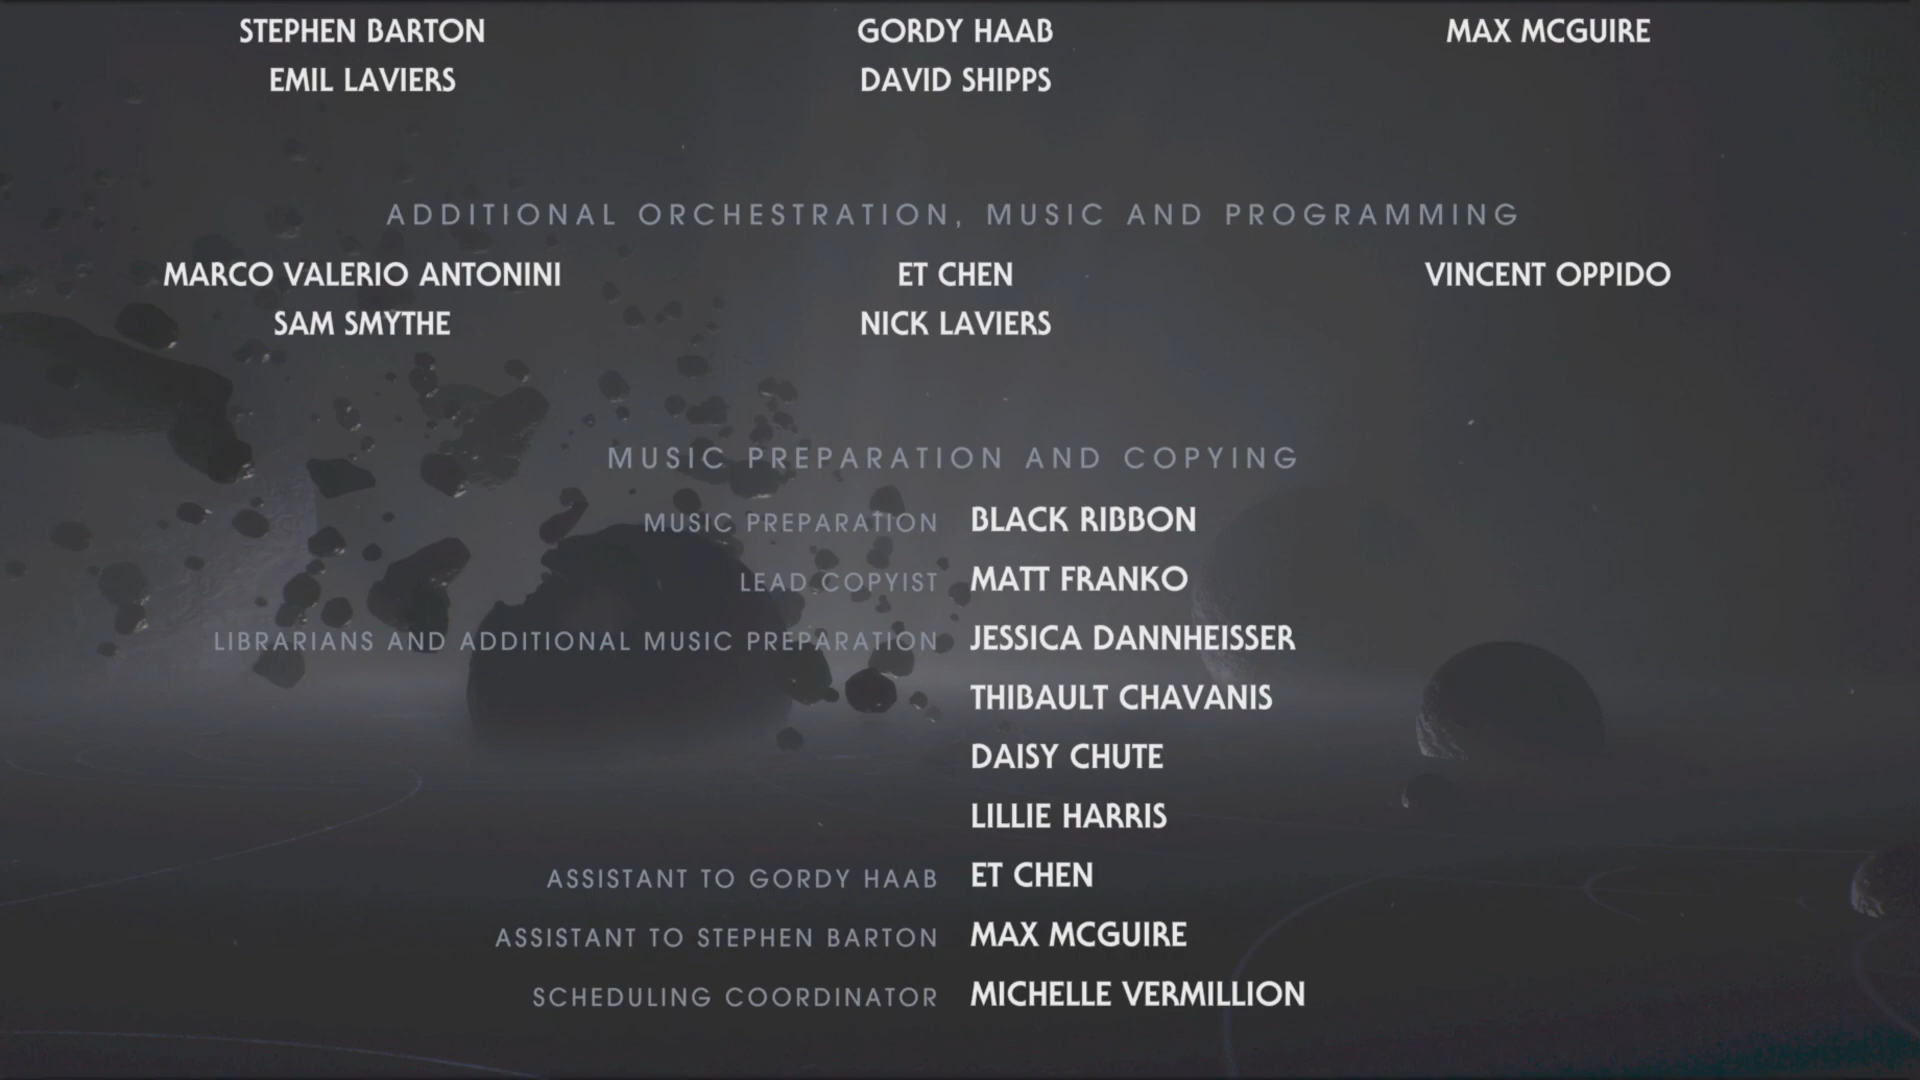 STEPHEN BARTON GORDY HAAB MAX MCGUIRE
EMIL LAVIERS DAVID SHIPPS
ADDITIONAL ORCHESTRATION, MUSIC AND PROGRAMMING
MARCO VALERIO ANTONINI ET CHEN VINCENT OPPIDO
SAM SMYTHE NICK LAVIERS
MUSIC PREPARATION AND COPYING
MUSIC PREPARATION BLACK RIBBON
LEAD COPYIST MATT FRANKO
LIBRARIANS AND ADDITIONAL MUSIC PREPARATION JESSICA DANNHEISSER
THIBAULT CHAVANIS
DAISY CHUTE
LILLIE HARRIS
ASSISTANT TO GORDY HAAB ET CHEN
ASSISTANT TO STEPHEN BARTON MAX MCGUIRE
SCHEDULING COORDINATOR MICHELLE VERMILLION